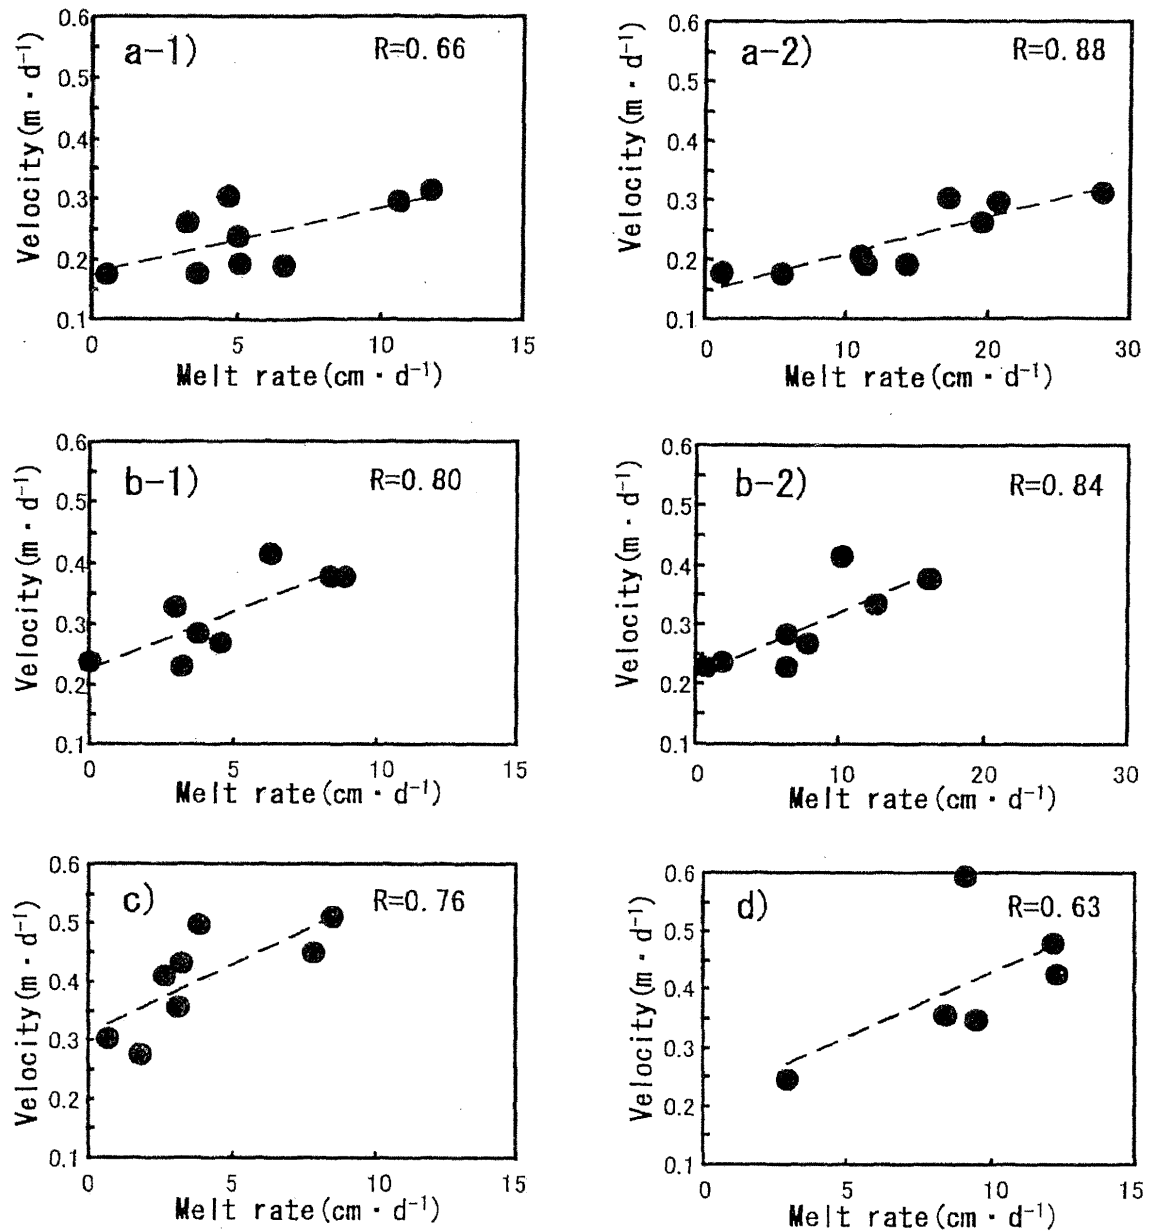 a-1)
R=0.66
Velocity(m・d⁻¹)
0.6
0.5
0.4
0.3
0.2
0.1
0
5
10
15
Melt rate(cm・d⁻¹)
a-2)
R=0.88
Velocity(m・d⁻¹)
0.6
0.5
0.4
0.3
0.2
0.1
0
10
20
30
Melt rate(cm・d⁻¹)
b-1)
R=0.80
Velocity(m・d⁻¹)
0.6
0.5
0.4
0.3
0.2
0.1
0
5
10
15
Melt rate(cm・d⁻¹)
b-2)
R=0.84
Velocity(m・d⁻¹)
0.6
0.5
0.4
0.3
0.2
0.1
0
10
20
30
Melt rate(cm・d⁻¹)
c)
R=0.76
Velocity(m・d⁻¹)
0.6
0.5
0.4
0.3
0.2
0.1
0
5
10
15
Melt rate(cm・d⁻¹)
d)
R=0.63
Velocity(m・d⁻¹)
0.6
0.5
0.4
0.3
0.2
0.1
0
5
10
15
Melt rate(cm・d⁻¹)